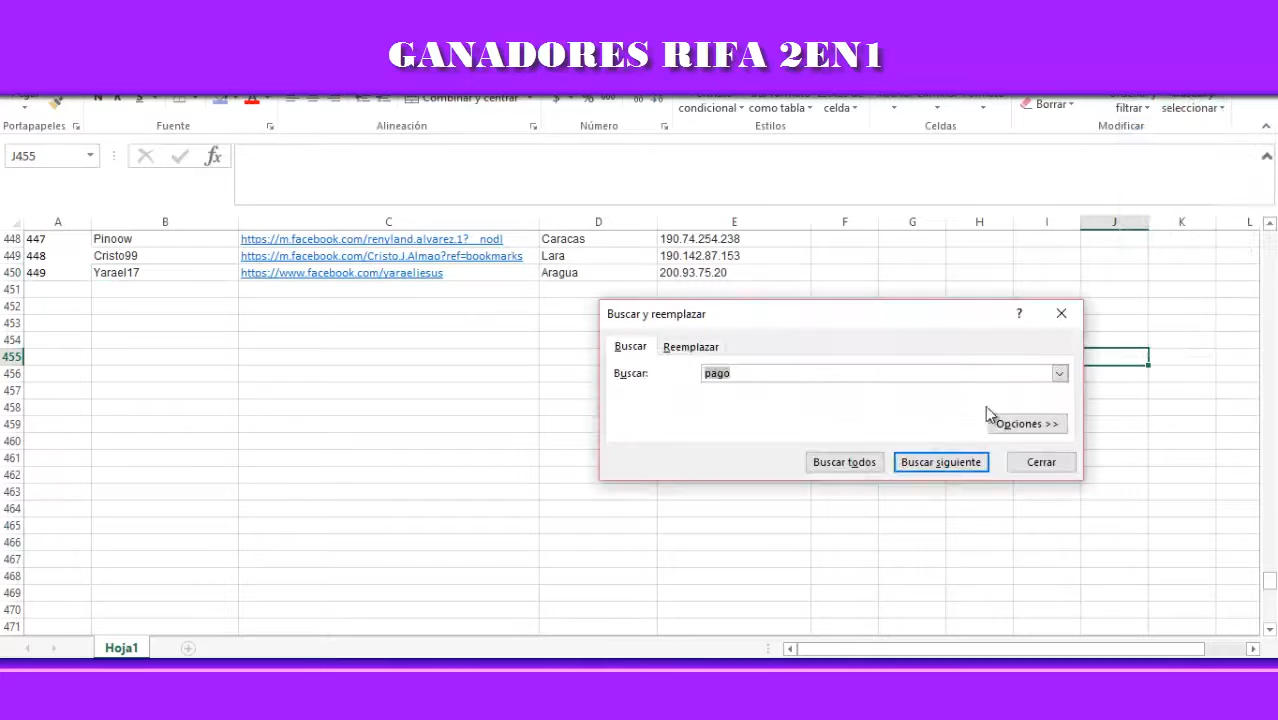 GANADORES RIFA 2EN1
Combinar y centrar
$ %
condicional como tabla celda
Borrar
filtrar seleccionar
Portapapeles Fuente Alineación Número Estilos Celdas Modificar
J455 fx
A B C D E F G H I J K L
448 447 Pinoow https://m.facebook.com/renyland.alvarez.1?__nodl Caracas 190.74.254.238
449 448 Cristo99 https://m.facebook.com/Cristo.J.Almao?ref=bookmarks Lara 190.142.87.153
450 449 Yarael17 https://www.facebook.com/yaraeljesus Aragua 200.93.75.20
451
452
453
454
455
456
457
458
459
460
461
462
463
464
465
466
467
468
469
470
471
Buscar y reemplazar ?
Buscar Reemplazar
Buscar: pago
Opciones >>
Buscar todos Buscar siguiente Cerrar
Hoja1